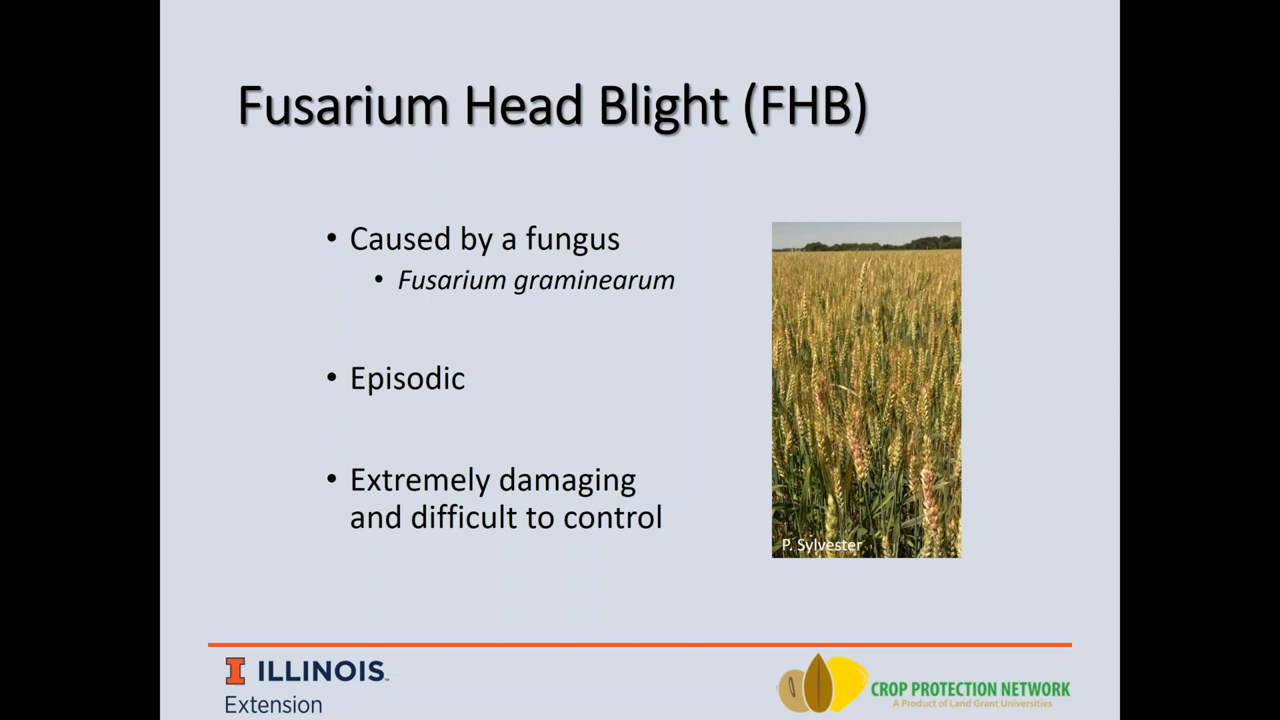 Fusarium Head Blight (FHB)
• Caused by a fungus
• Fusarium graminearum
• Episodic
• Extremely damaging
and difficult to control
P. Sylvester
I ILLINOIS
Extension
CROP PROTECTION NETWORK
A Product of Land Grant Universities